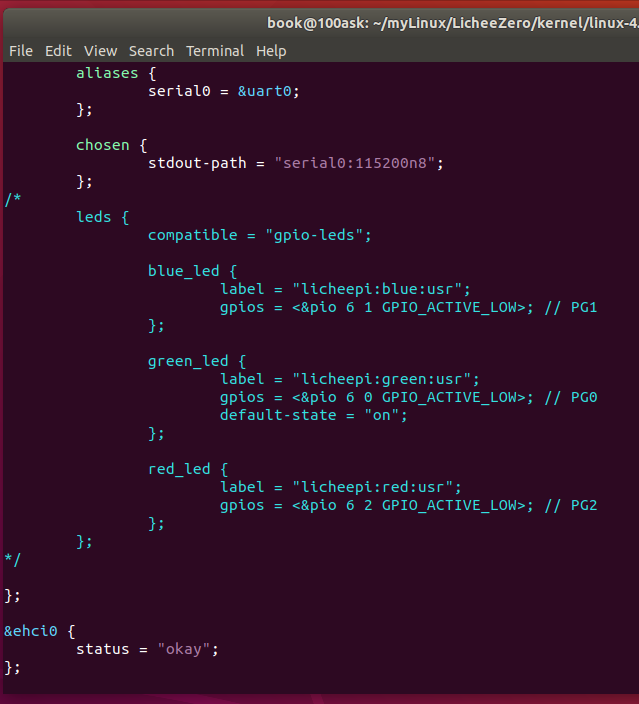 book@100ask: ~/myLinux/LicheeZero/kernel/linux-4.
File Edit View Search Terminal Help
aliases {
serial0 = &uart0;
};
chosen {
stdout-path = "serial0:115200n8";
};
/*
leds {
compatible = "gpio-leds";
blue_led {
label = "licheepi:blue:usr";
gpios = <&pio 6 1 GPIO_ACTIVE_LOW>; // PG1
};
green_led {
label = "licheepi:green:usr";
gpios = <&pio 6 0 GPIO_ACTIVE_LOW>; // PG0
default-state = "on";
};
red_led {
label = "licheepi:red:usr";
gpios = <&pio 6 2 GPIO_ACTIVE_LOW>; // PG2
};
};
*/
};
&ehci0 {
status = "okay";
};